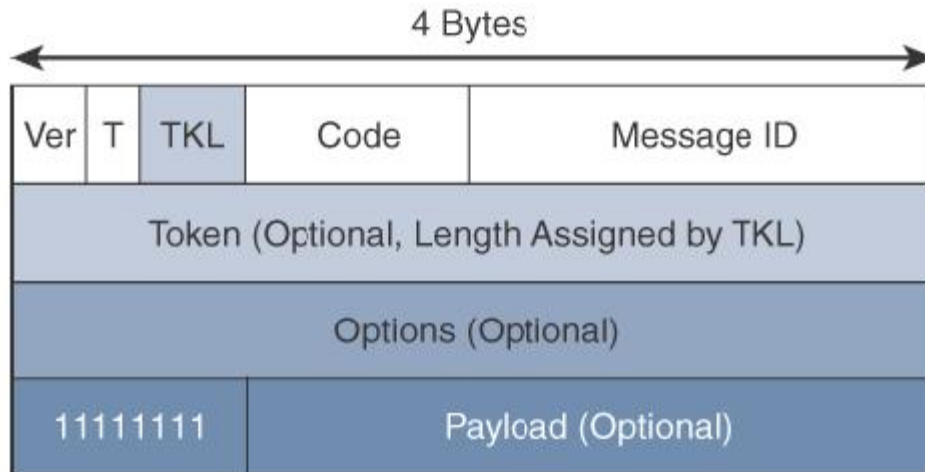 4 Bytes
Ver T TKL Code Message ID
Token (Optional, Length Assigned by TKL)
Options (Optional)
11111111 Payload (Optional)